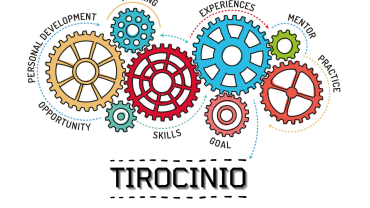 PERSONAL DEVELOPMENT
EXPERIENCES
MENTOR
PRACTICE
OPPORTUNITY
SKILLS
GOAL
TIROCINIO